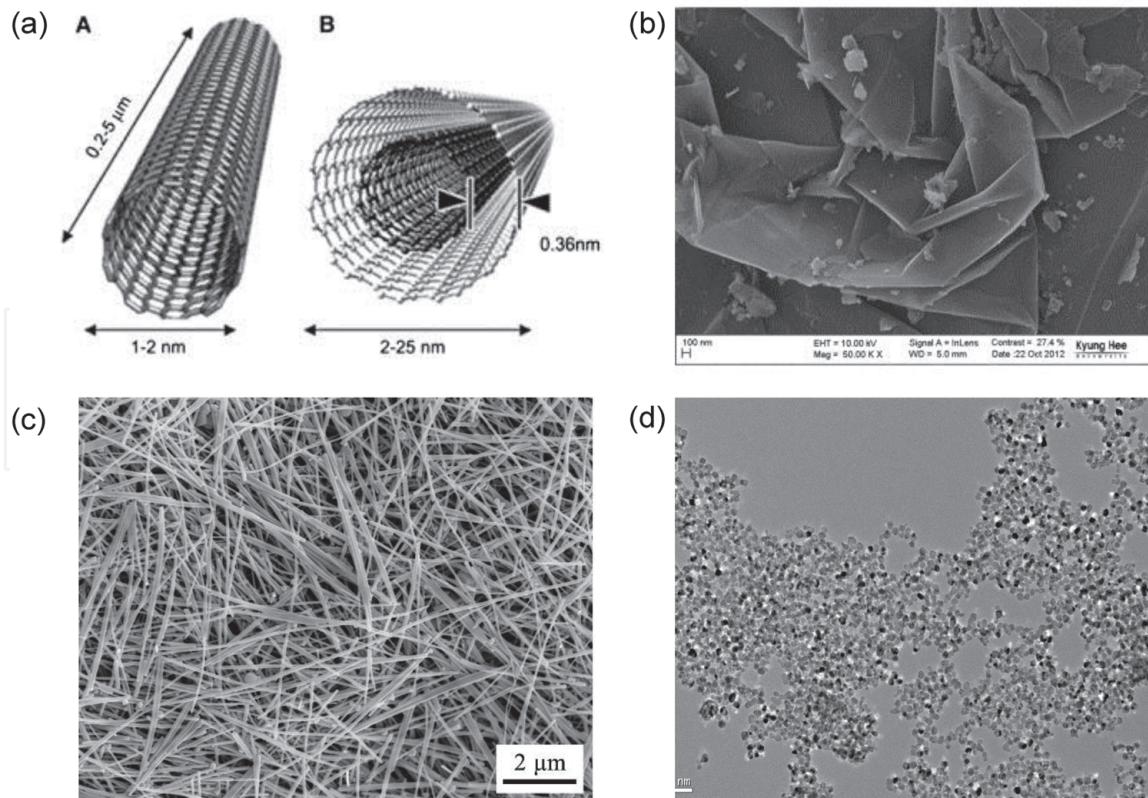 (a)
A
B
0.2-5 µm
0.36nm
1-2 nm
2-25 nm
(b)
100 nm
EHT = 10.00 kV
Signal A = InLens
Contrast = 27.4 %
Kyung Hee
Mag = 50.00 K X
WD = 5.0 mm
Date :22 Oct 2012
UNIVERSITY
(c)
2 µm
(d)
nm